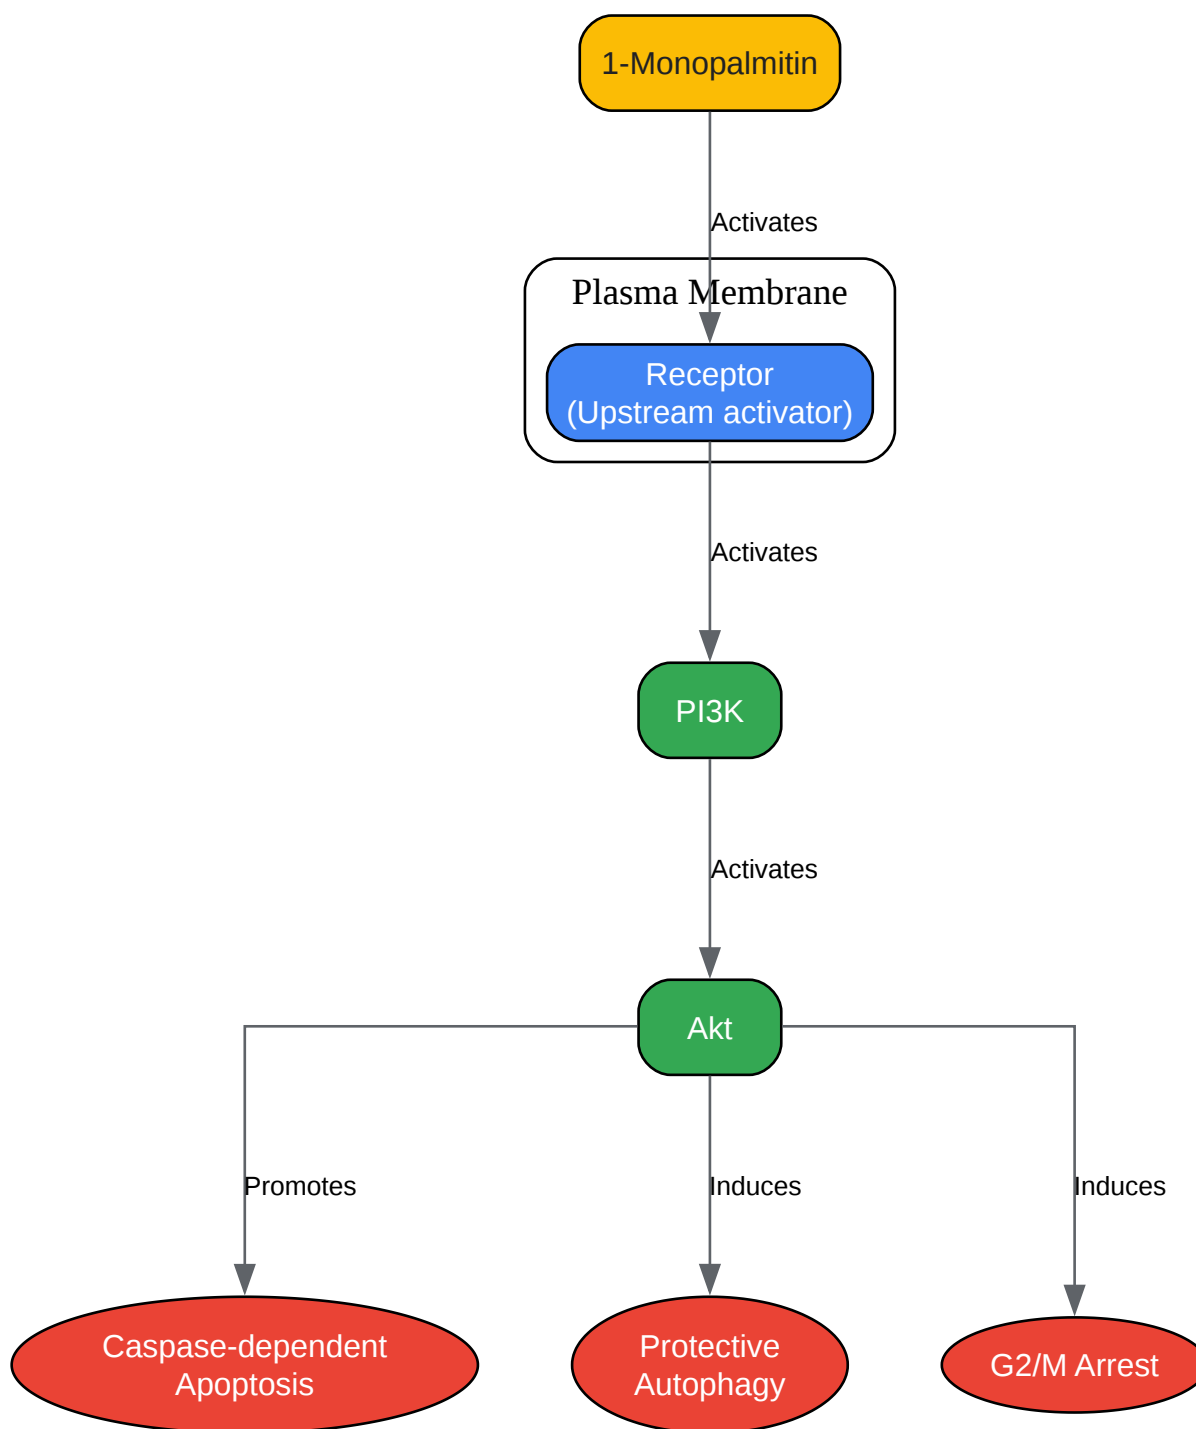 1-Monopalmitin
Activates
Plasma Membrane
Receptor
(Upstream activator)
Activates
PI3K
Activates
Akt
Promotes
Induces
Induces
Caspase-dependent
Apoptosis
Protective
Autophagy
G2/M Arrest